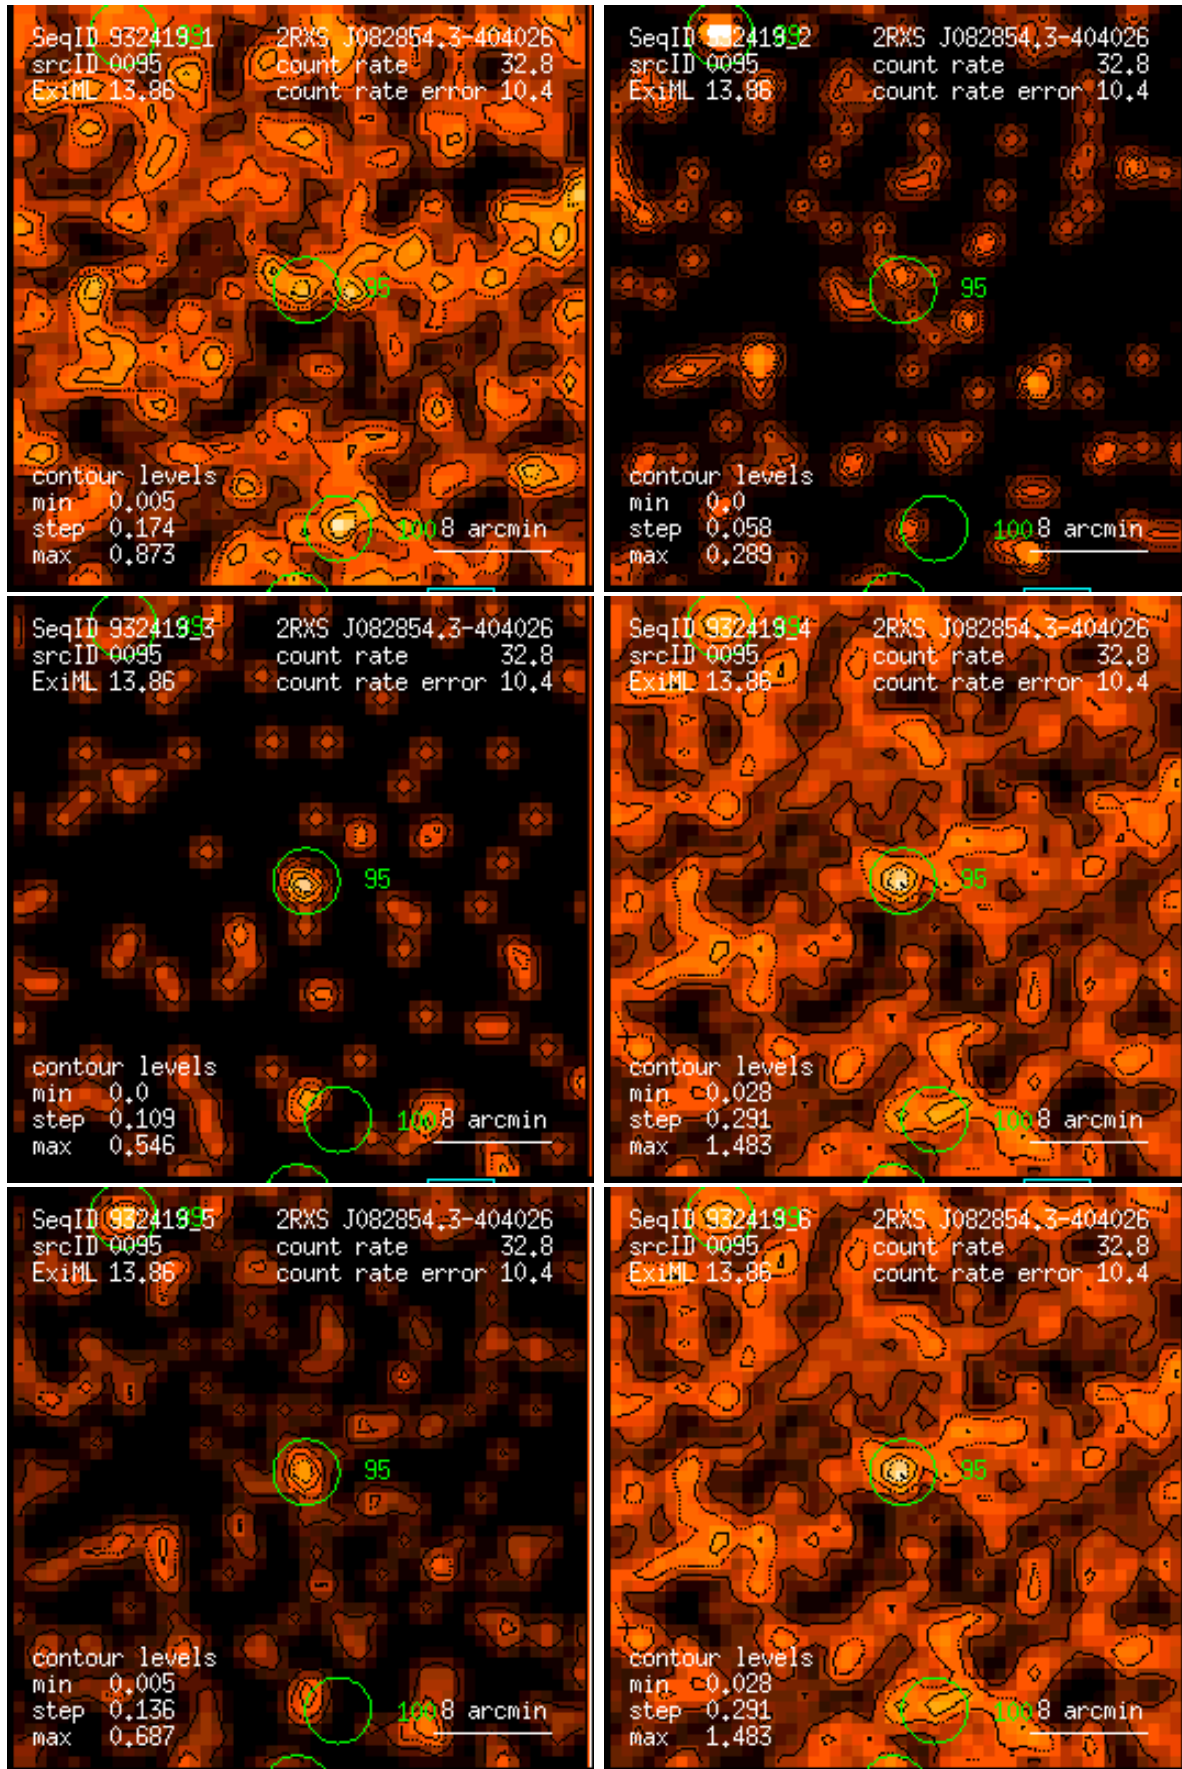 SeqID 932419_1 2RXS J082854.3-404026
srcID 0095 count rate 32.8
ExiML 13.86 count rate error 10.4
95
contour levels
min 0.005
step 0.174 100 8 arcmin
max 0.873
SeqID 932419_2 2RXS J082854.3-404026
srcID 0095 count rate 32.8
ExiML 13.86 count rate error 10.4
95
contour levels
min 0.0
step 0.058 100 8 arcmin
max 0.289
SeqID 932419_3 2RXS J082854.3-404026
srcID 0095 count rate 32.8
ExiML 13.86 count rate error 10.4
95
contour levels
min 0.0
step 0.109 100 8 arcmin
max 0.546
SeqID 932419_4 2RXS J082854.3-404026
srcID 0095 count rate 32.8
ExiML 13.86 count rate error 10.4
95
contour levels
min 0.028
step 0.291 100 8 arcmin
max 1.483
SeqID 932419_5 2RXS J082854.3-404026
srcID 0095 count rate 32.8
ExiML 13.86 count rate error 10.4
95
contour levels
min 0.005
step 0.136 100 8 arcmin
max 0.687
SeqID 932419_6 2RXS J082854.3-404026
srcID 0095 count rate 32.8
ExiML 13.86 count rate error 10.4
95
contour levels
min 0.028
step 0.291 100 8 arcmin
max 1.483